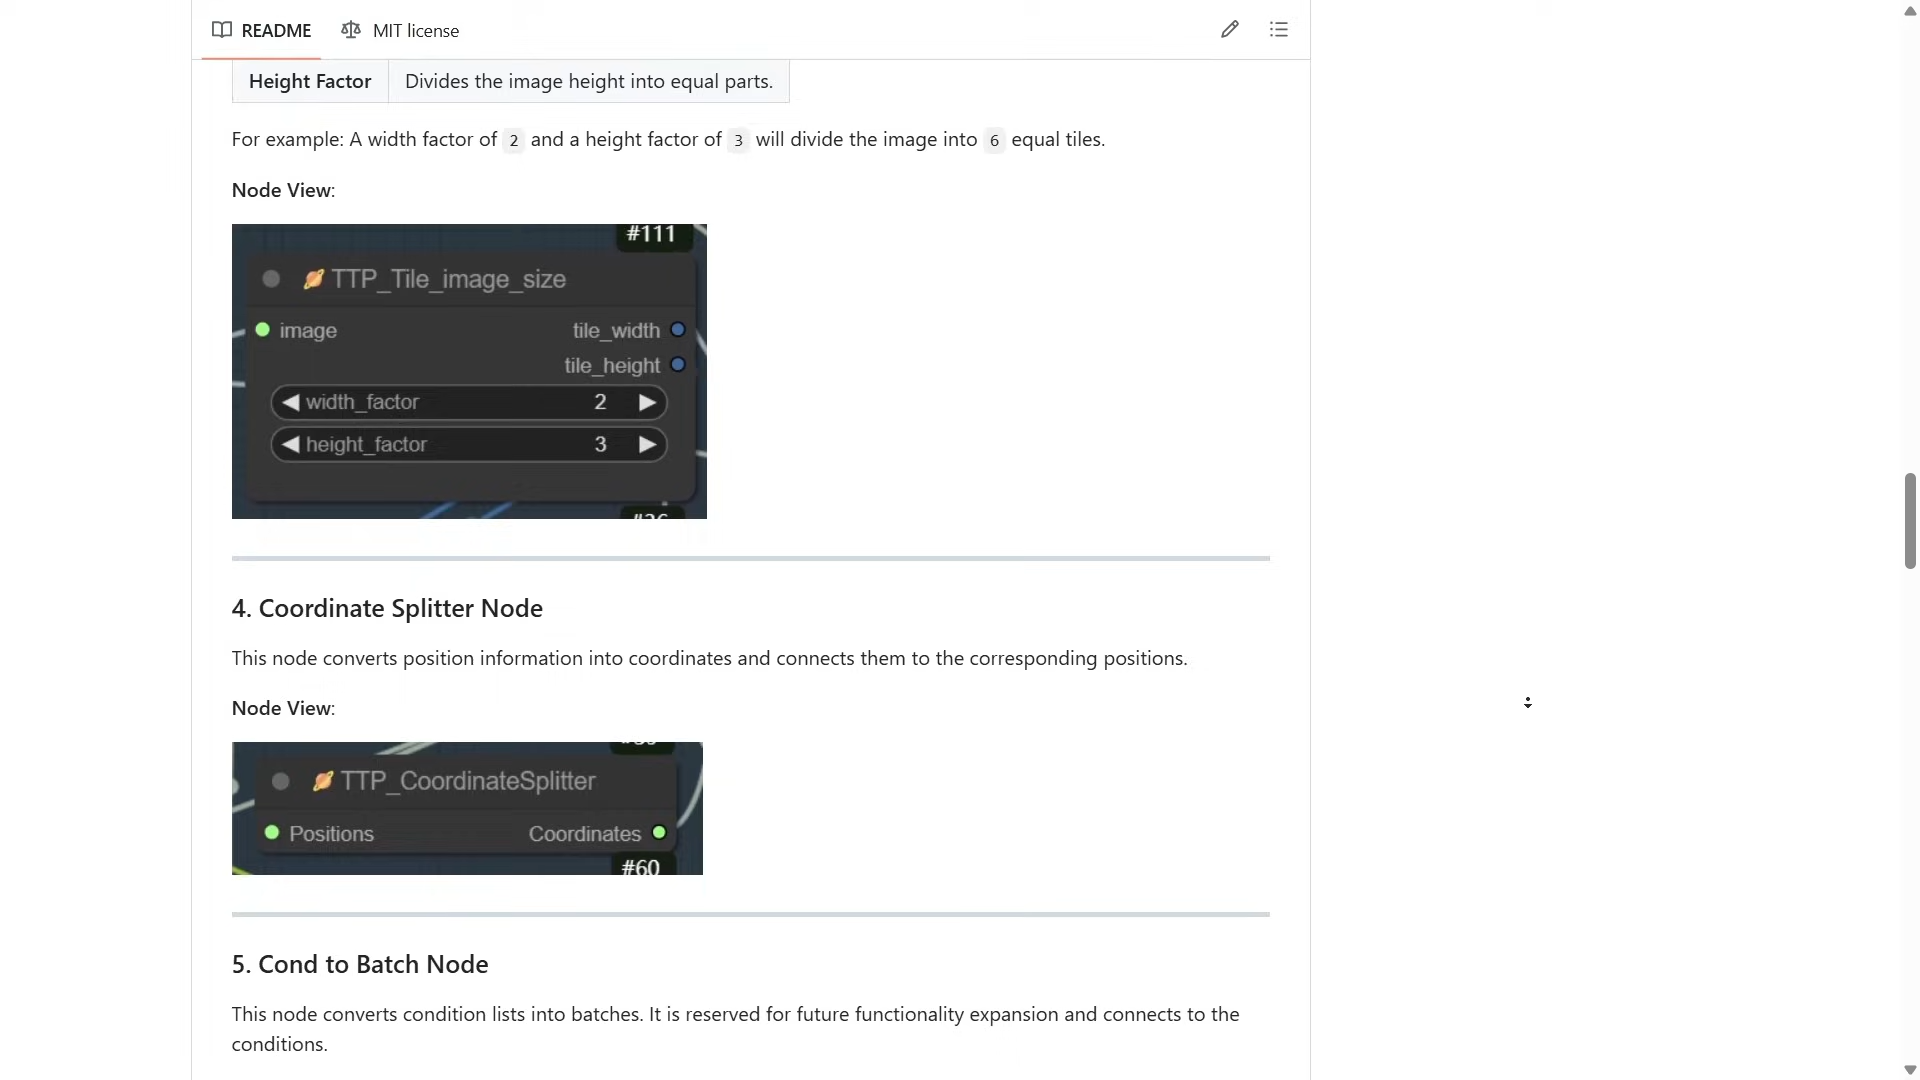 README MIT license
Height Factor Divides the image height into equal parts.
For example: A width factor of 2 and a height factor of 3 will divide the image into 6 equal tiles.
Node View:
#111
TTP_Tile_image_size
image tile_width
tile_height
width_factor 2
height_factor 3
4. Coordinate Splitter Node
This node converts position information into coordinates and connects them to the corresponding positions.
Node View:
TTP_CoordinateSplitter
Positions Coordinates
#60
5. Cond to Batch Node
This node converts condition lists into batches. It is reserved for future functionality expansion and connects to the
conditions.